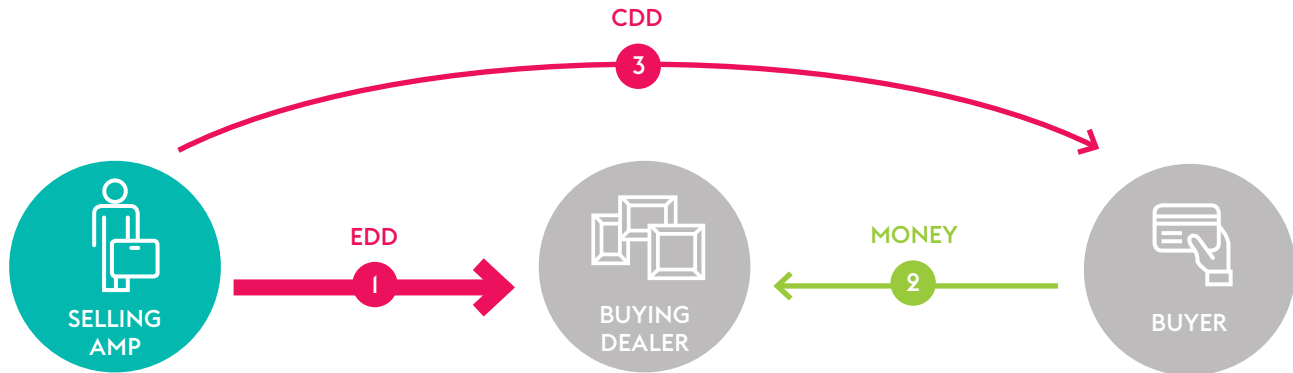 CDD
3
EDD
1
MONEY
2
SELLING
AMP
BUYING
DEALER
BUYER